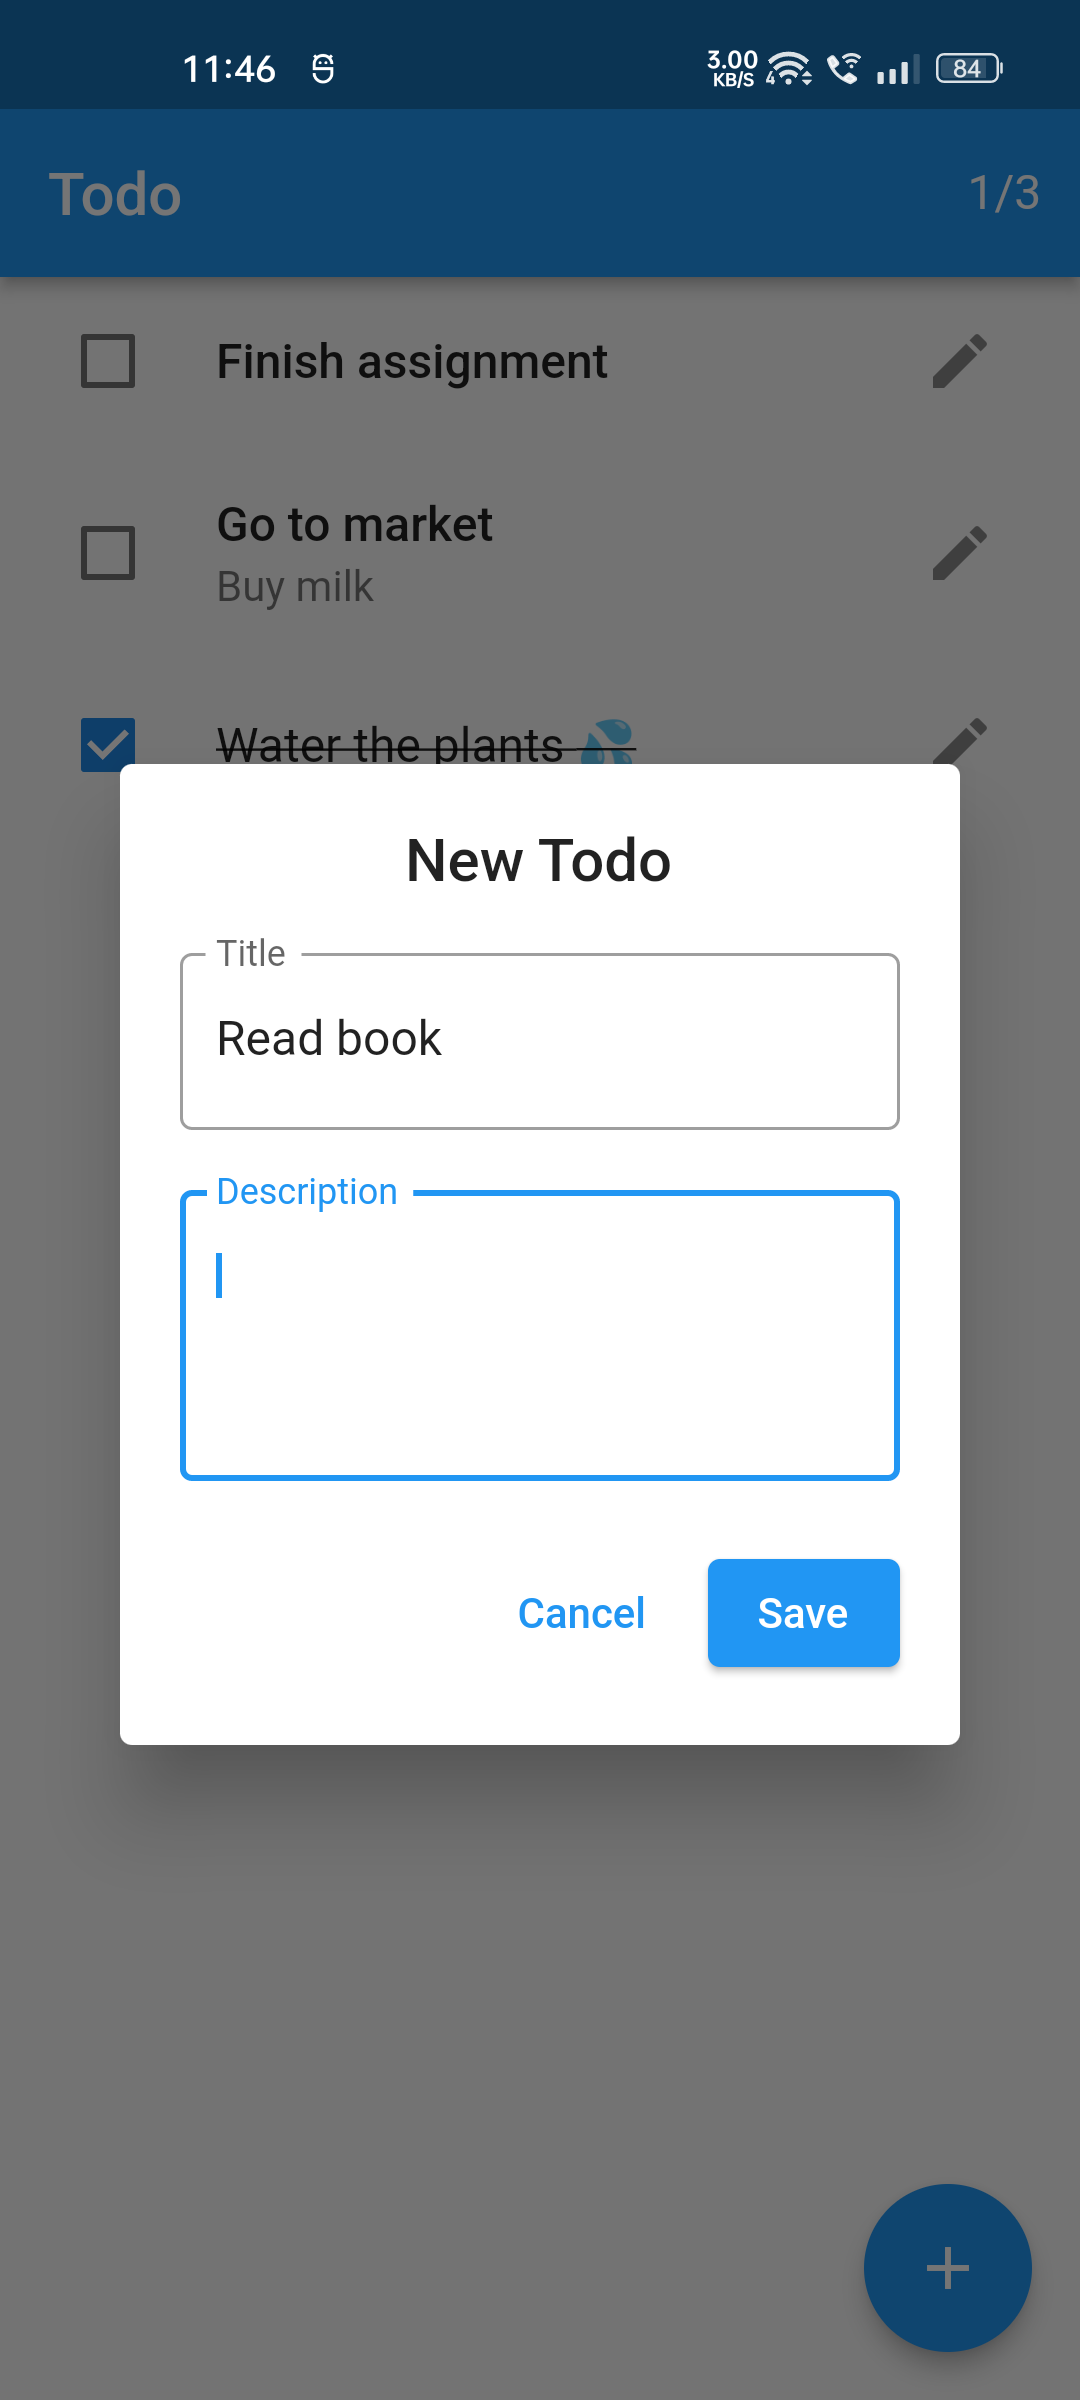 11:46
3.00
KB/S
4
84
Todo
1/3
Finish assignment
Go to market
Buy milk
Water the plants 💦
New Todo
Title
Read book
Description
Cancel
Save